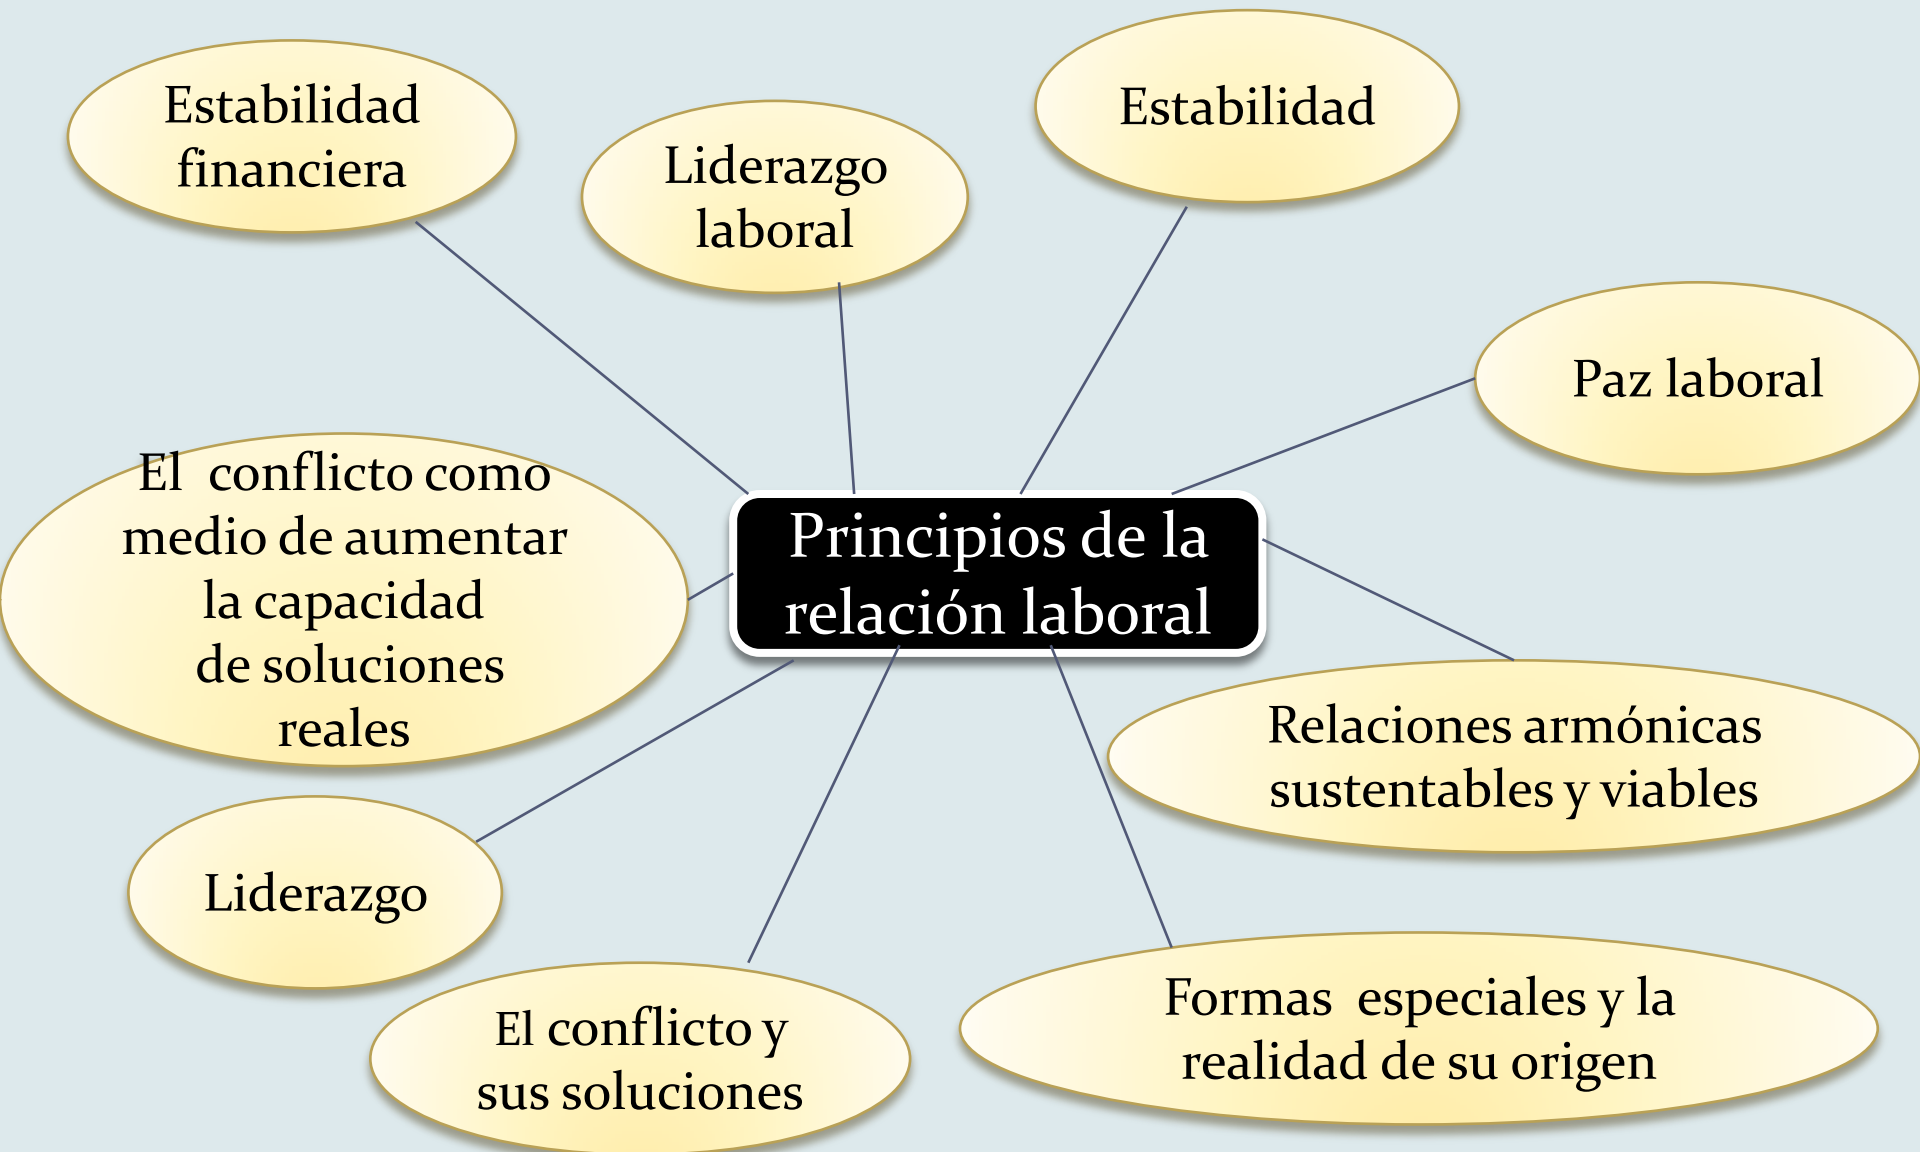 Estabilidad
financiera
Liderazgo
laboral
Estabilidad
Paz laboral
El  conflicto como
medio de aumentar
la capacidad
de soluciones
reales
Principios de la
relación laboral
Relaciones armónicas
sustentables y viables
Liderazgo
El conflicto y
sus soluciones
Formas  especiales y la
realidad de su origen